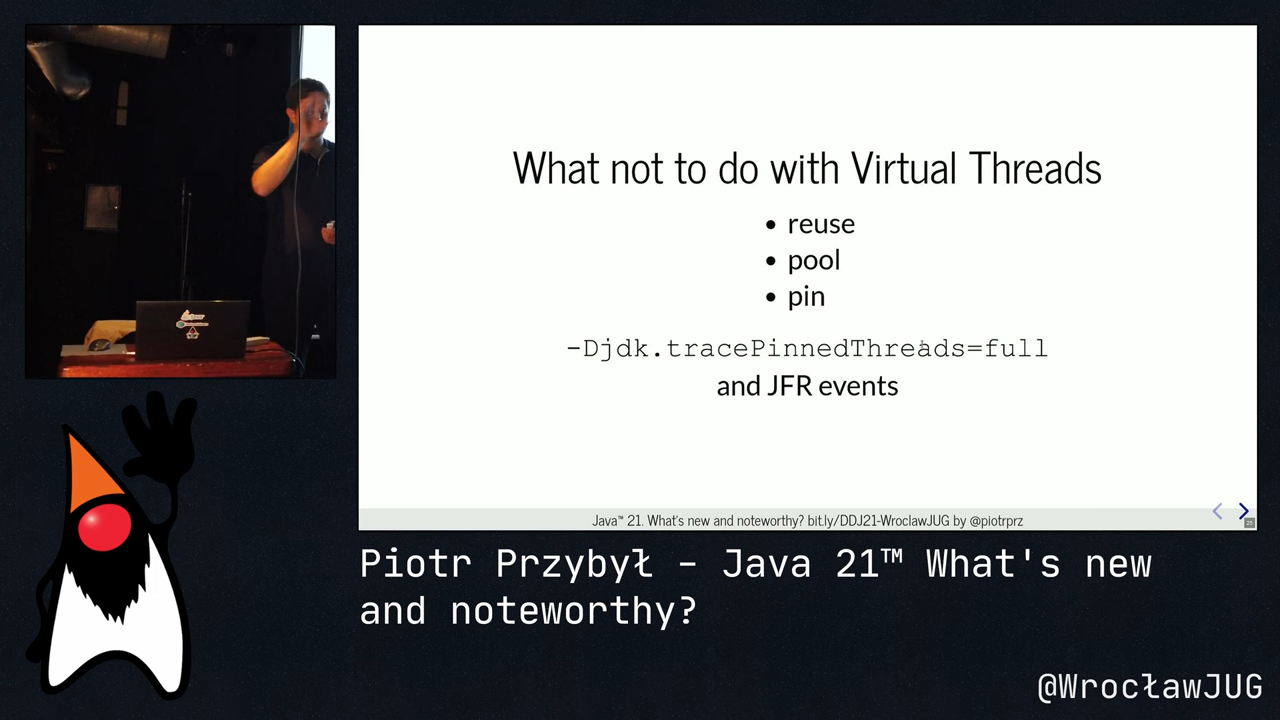 What not to do with Virtual Threads
• reuse
• pool
• pin
-Djdk.tracePinnedThreads=full
and JFR events
Java™ 21. What's new and noteworthy? bit.ly/DDJ21-WroclawJUG by @piotrprz
Piotr Przybył - Java 21™ What's new
and noteworthy?
@WrocławJUG